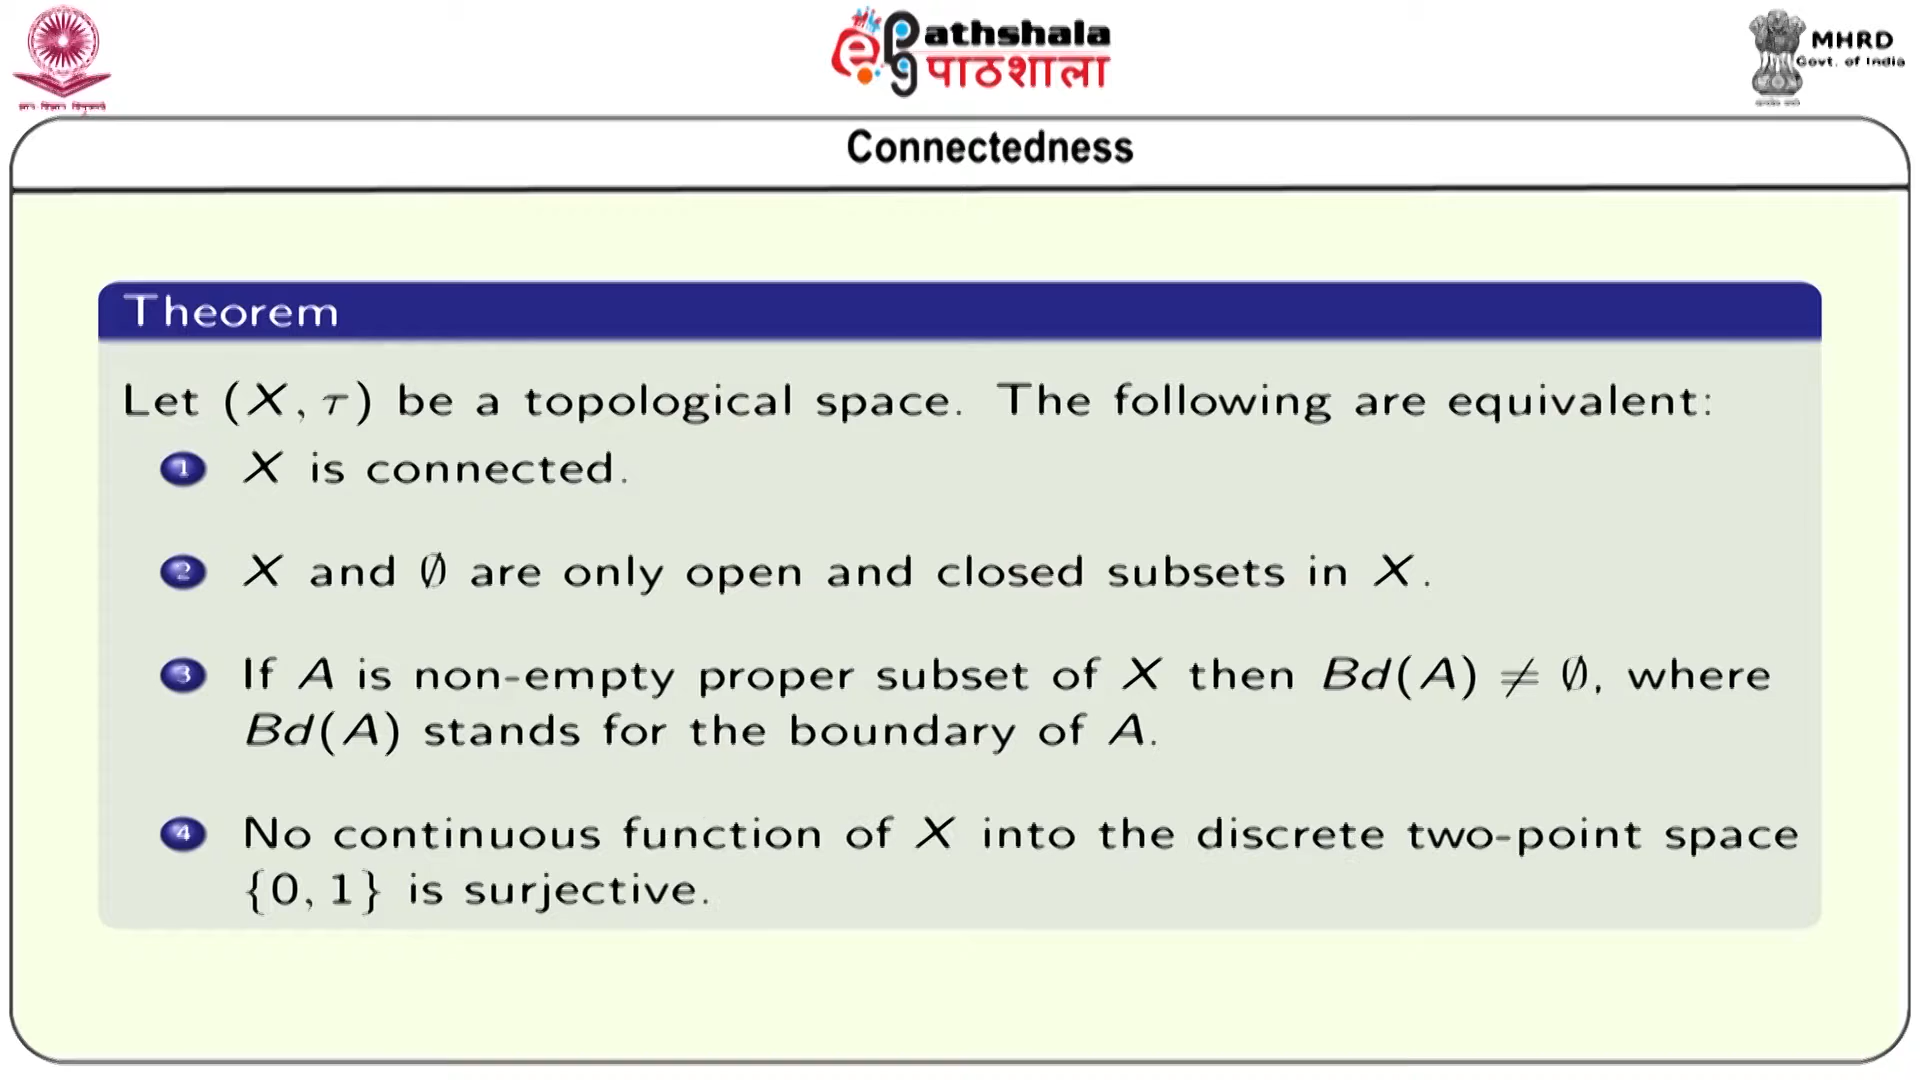 athshala
पाठशाला
MHRD
Govt. of India
Connectedness
Theorem
Let (X, τ) be a topological space. The following are equivalent:
1 X is connected.
2 X and ∅ are only open and closed subsets in X.
3 If A is non-empty proper subset of X then Bd(A) ≠ ∅, where
Bd(A) stands for the boundary of A.
4 No continuous function of X into the discrete two-point space
{0, 1} is surjective.